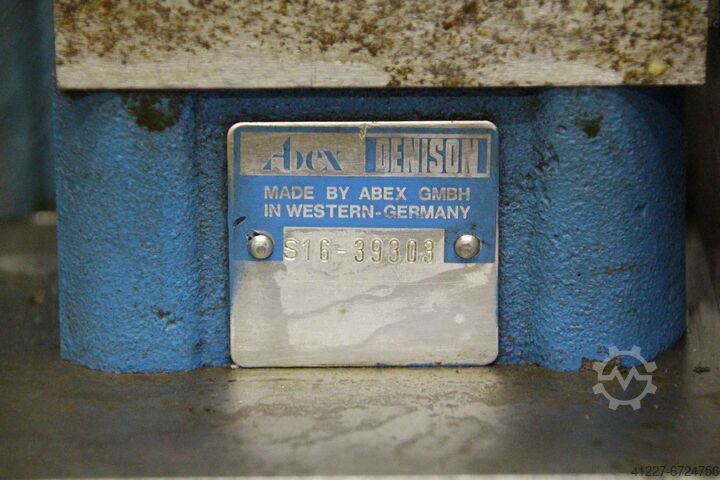 Abex DENISON
MADE BY ABEX GMBH
IN WESTERN-GERMANY
S16-39303
41227-6724756